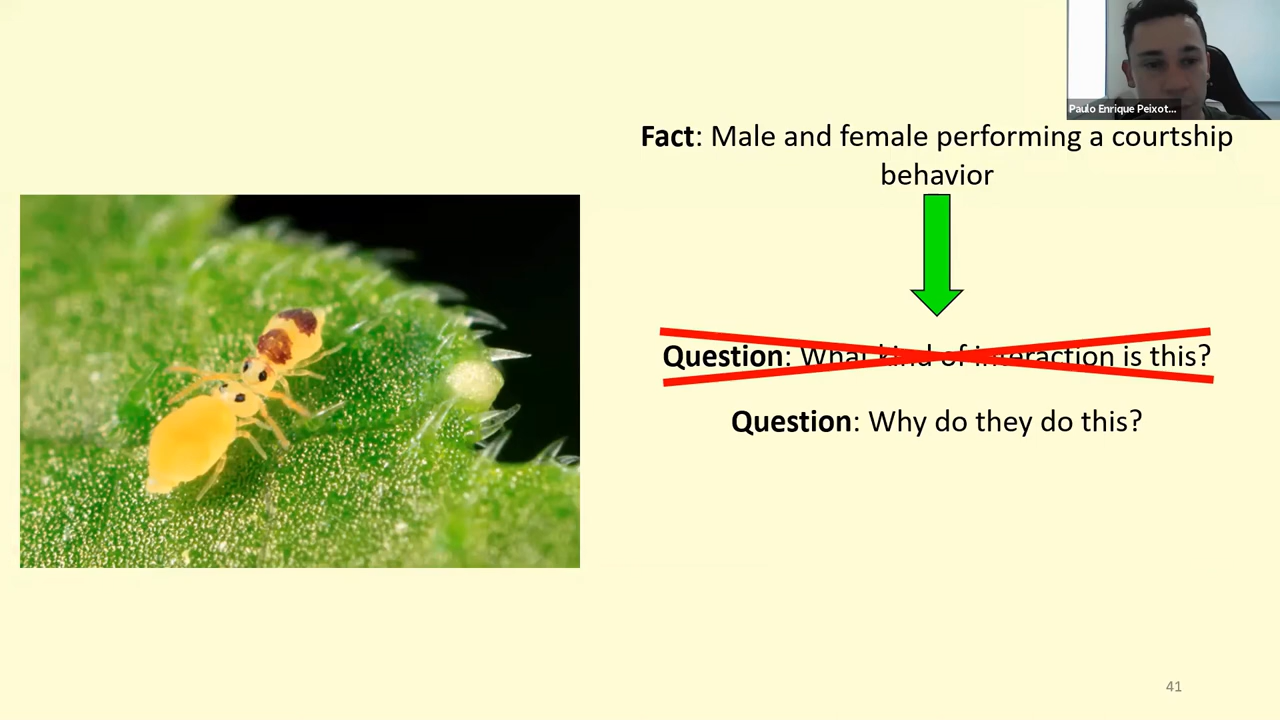 Paulo Enrique Peixot...
Fact: Male and female performing a courtship
behavior
Question: What kind of interaction is this?
Question: Why do they do this?
41